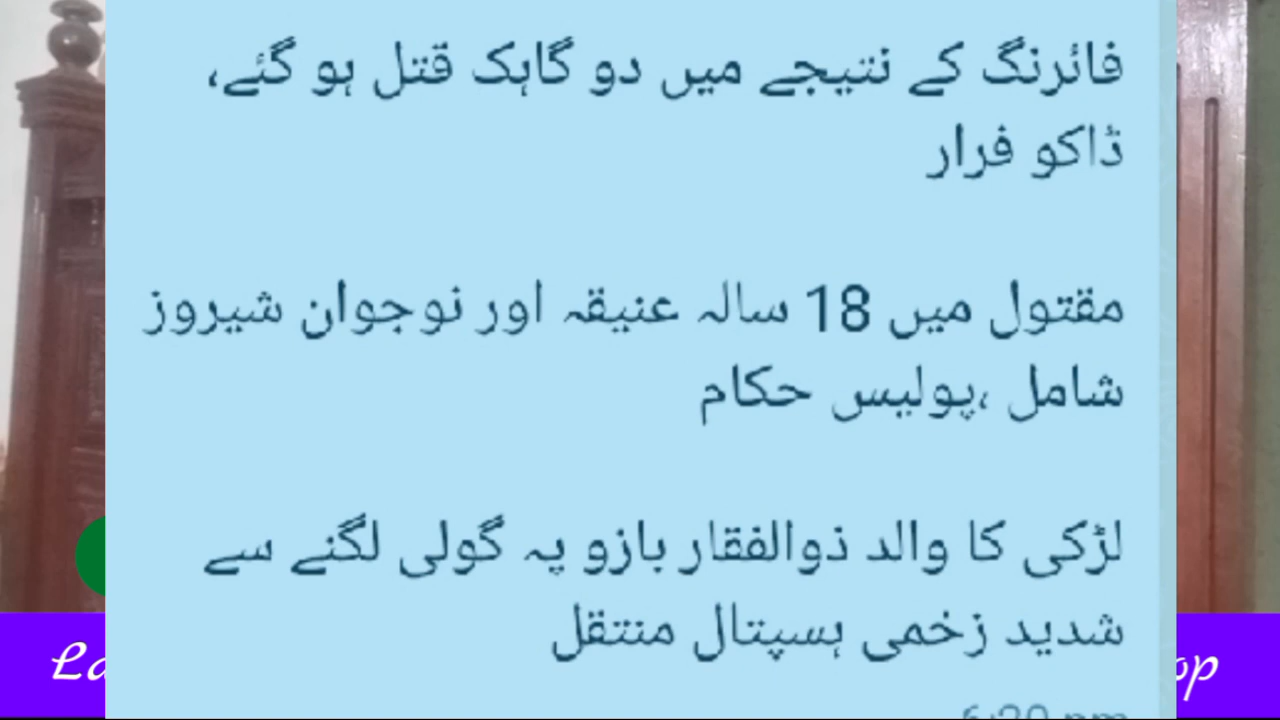 فائرنگ کے نتیجے میں دو گاہک قتل ہو گئے،
ڈاکو فرار
مقتول میں 18 سالہ عنیقہ اور نوجوان شیروز
شامل ،پولیس حکام
لڑکی کا والد ذوالفقار بازو پہ گولی لگنے سے
شدید زخمی ہسپتال منتقل